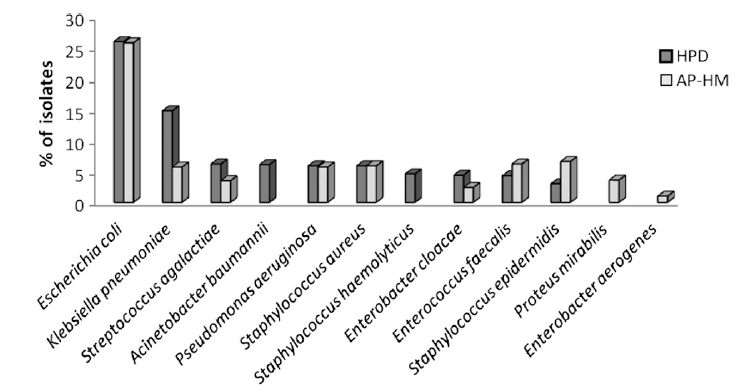 30
25
20
15
10
5
0
% of isolates
HPD
AP-HM
Escherichia coli
Klebsiella pneumoniae
Streptococcus agalactiae
Acinetobacter baumannii
Pseudomonas aeruginosa
Staphylococcus aureus
Staphylococcus haemolyticus
Enterobacter cloacae
Enterococcus faecalis
Staphylococcus epidermidis
Proteus mirabilis
Enterobacter aerogenes